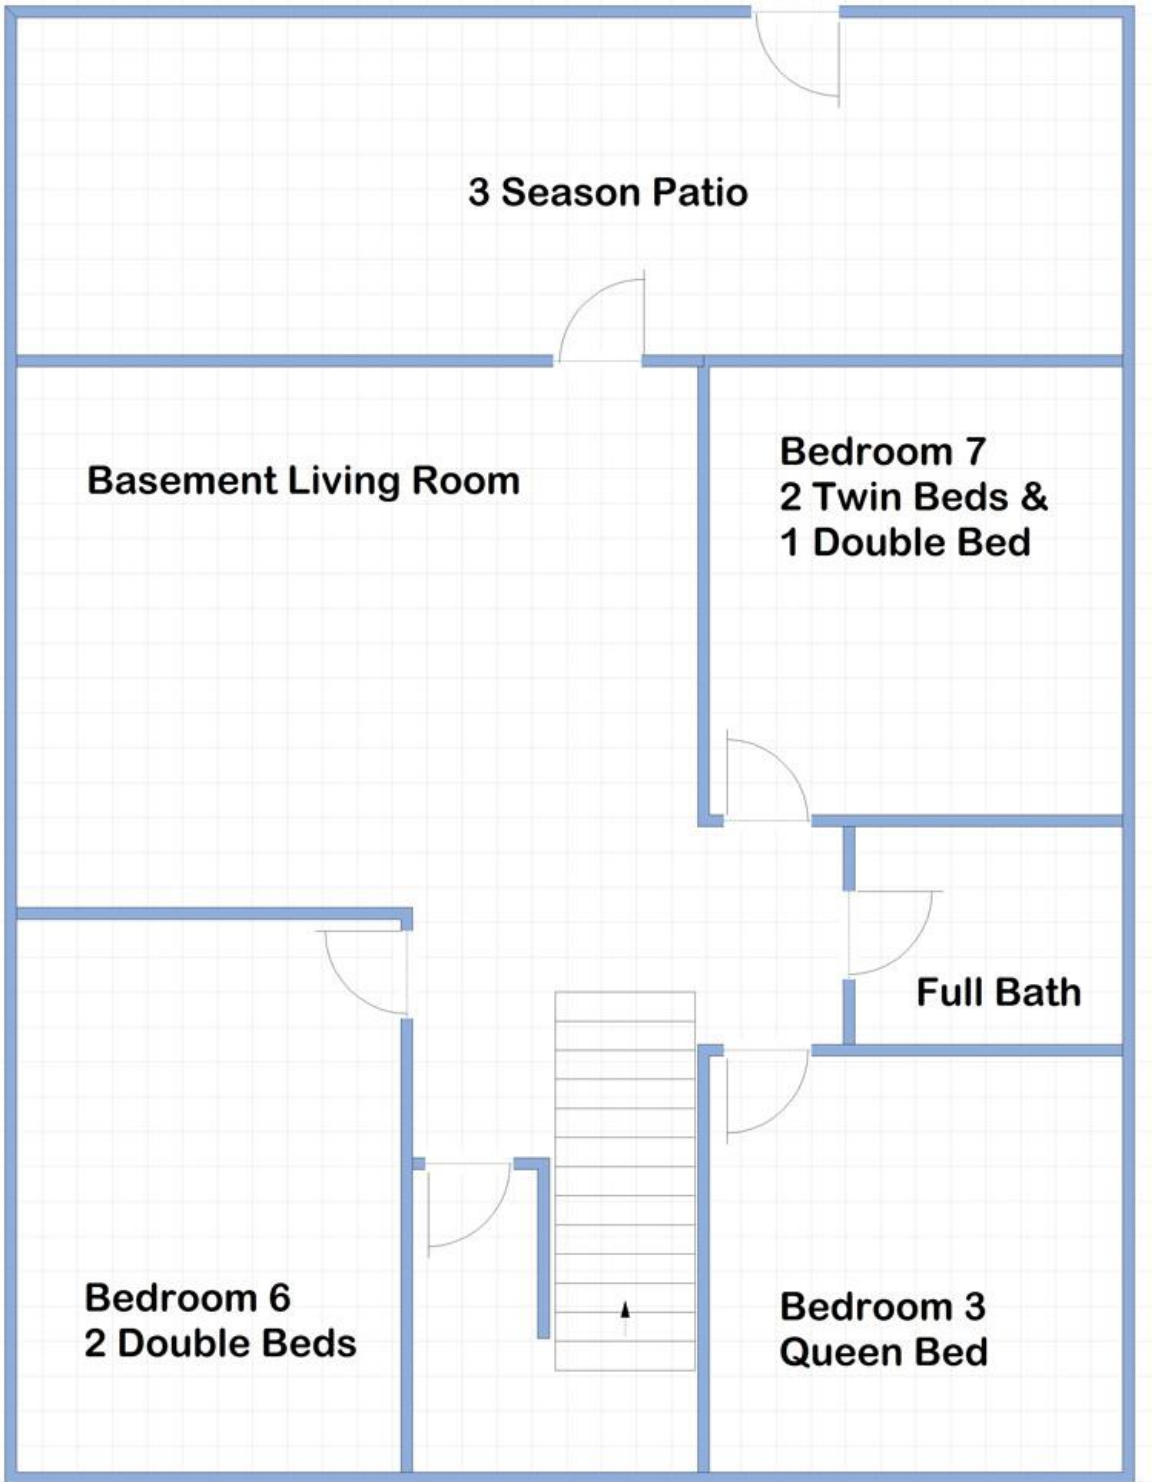 3 Season Patio
Basement Living Room
Bedroom 7
2 Twin Beds &
1 Double Bed
Full Bath
Bedroom 6
2 Double Beds
Bedroom 3
Queen Bed